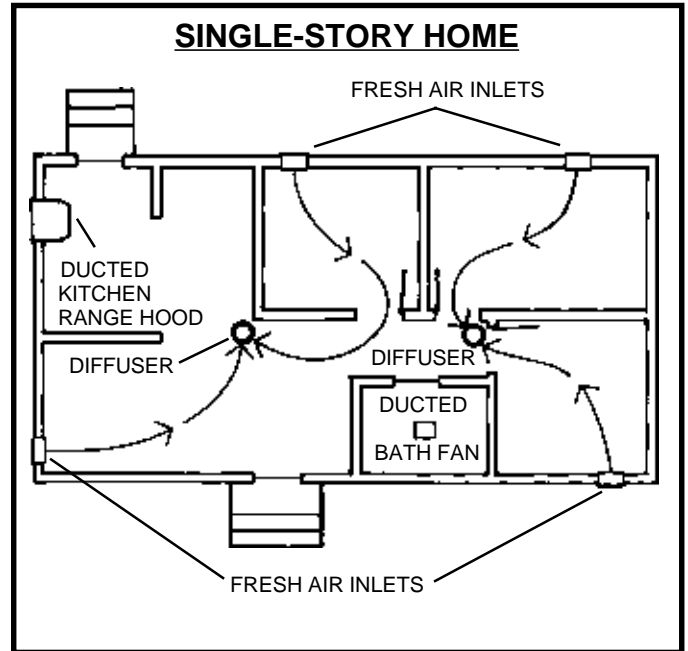 SINGLE-STORY HOME
FRESH AIR INLETS
DUCTED
KITCHEN
RANGE HOOD
DIFFUSER
DIFFUSER
DUCTED
BATH FAN
FRESH AIR INLETS